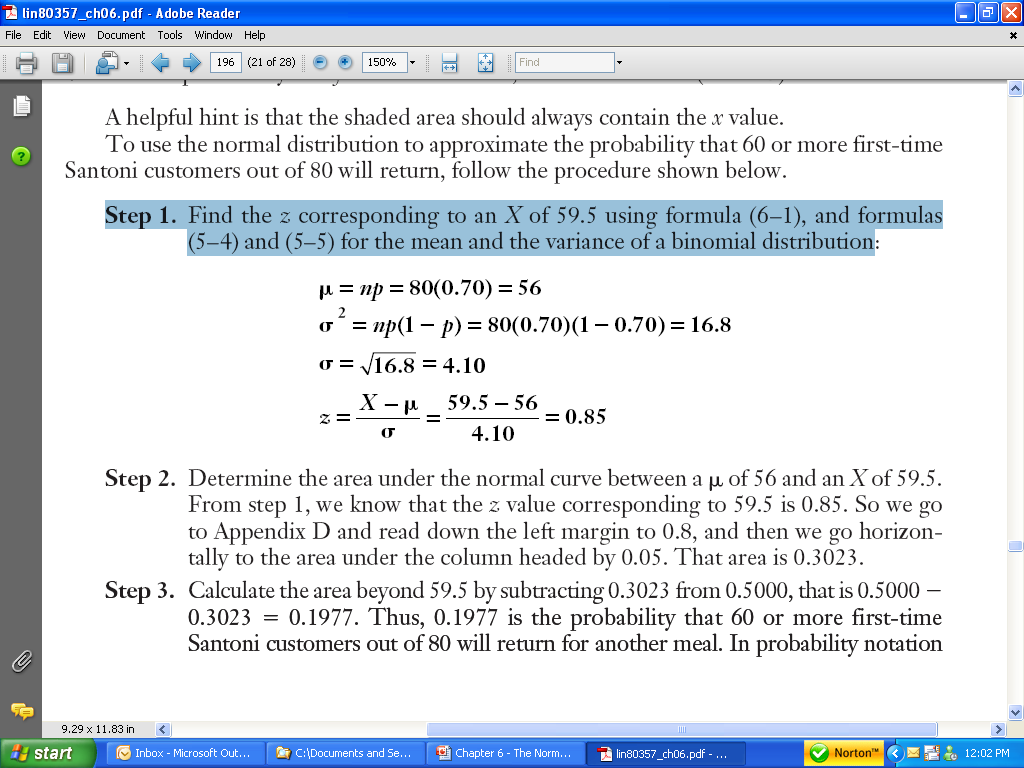 lin80357_ch06.pdf - Adobe Reader
File Edit View Document Tools Window Help
196 (21 of 28) 150% Find
A helpful hint is that the shaded area should always contain the x value.
To use the normal distribution to approximate the probability that 60 or more first-time
Santoni customers out of 80 will return, follow the procedure shown below.
Step 1. Find the z corresponding to an X of 59.5 using formula (6–1), and formulas
(5–4) and (5–5) for the mean and the variance of a binomial distribution:
μ = np = 80(0.70) = 56
σ² = np(1 − p) = 80(0.70)(1 − 0.70) = 16.8
σ = √16.8 = 4.10
z = X − μ / σ = 59.5 − 56 / 4.10 = 0.85
Step 2. Determine the area under the normal curve between a μ of 56 and an X of 59.5.
From step 1, we know that the z value corresponding to 59.5 is 0.85. So we go
to Appendix D and read down the left margin to 0.8, and then we go horizon-
tally to the area under the column headed by 0.05. That area is 0.3023.
Step 3. Calculate the area beyond 59.5 by subtracting 0.3023 from 0.5000, that is 0.5000 −
0.3023 = 0.1977. Thus, 0.1977 is the probability that 60 or more first-time
Santoni customers out of 80 will return for another meal. In probability notation
9.29 x 11.83 in
start Inbox - Microsoft Out... C:\Documents and Se... Chapter 6 - The Norm... lin80357_ch06.pdf - ... Norton™ 12:02 PM